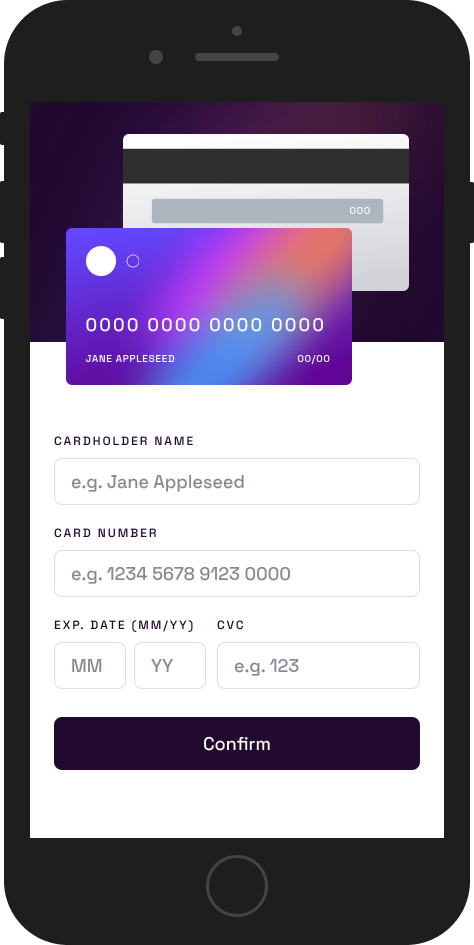 000
0000 0000 0000 0000
JANE APPLESEED 00/00
CARDHOLDER NAME
e.g. Jane Appleseed
CARD NUMBER
e.g. 1234 5678 9123 0000
EXP. DATE (MM/YY) CVC
MM YY e.g. 123
Confirm